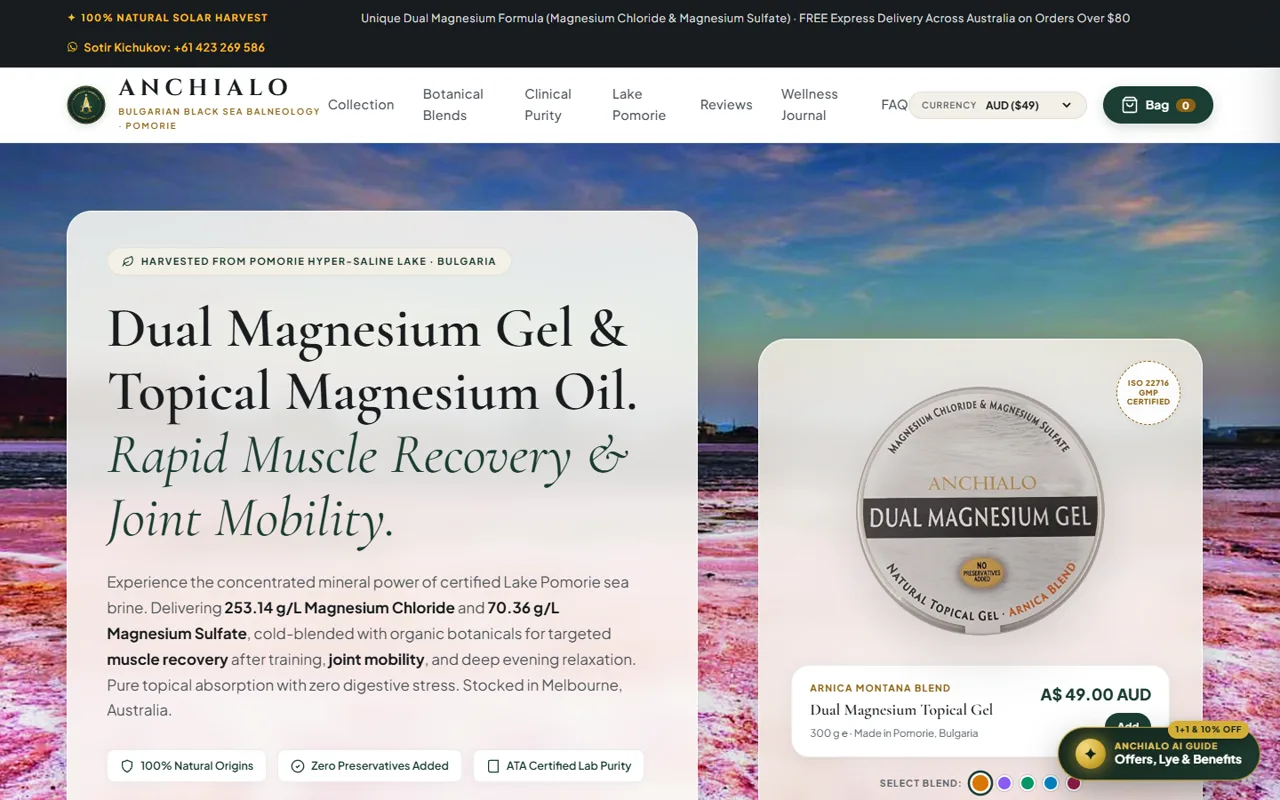 ✦ 100% NATURAL SOLAR HARVEST
Unique Dual Magnesium Formula (Magnesium Chloride & Magnesium Sulfate) · FREE Express Delivery Across Australia on Orders Over $80
Sotir Kichukov: +61 423 269 586
ANCHIALO
BULGARIAN BLACK SEA BALNEOLOGY
· POMORIE
Collection
Botanical
Blends
Clinical
Purity
Lake
Pomorie
Reviews
Wellness
Journal
FAQ
CURRENCY AUD ($49)
Bag 0
HARVESTED FROM POMORIE HYPER-SALINE LAKE · BULGARIA
Dual Magnesium Gel &
Topical Magnesium Oil.
Rapid Muscle Recovery &
Joint Mobility.
Experience the concentrated mineral power of certified Lake Pomorie sea
brine. Delivering 253.14 g/L Magnesium Chloride and 70.36 g/L
Magnesium Sulfate, cold-blended with organic botanicals for targeted
muscle recovery after training, joint mobility, and deep evening relaxation.
Pure topical absorption with zero digestive stress. Stocked in Melbourne,
Australia.
100% Natural Origins
Zero Preservatives Added
ATA Certified Lab Purity
ISO 22716
GMP
CERTIFIED
MAGNESIUM CHLORIDE & MAGNESIUM SULFATE
ANCHIALO
DUAL MAGNESIUM GEL
NO
PRESERVATIVES
ADDED
NATURAL TOPICAL GEL · ARNICA BLEND
ARNICA MONTANA BLEND
Dual Magnesium Topical Gel
300 g e · Made in Pomorie, Bulgaria
A$ 49.00 AUD
Add
1+1 & 10% OFF
ANCHIALO AI GUIDE
Offers, Lye & Benefits
SELECT BLEND: